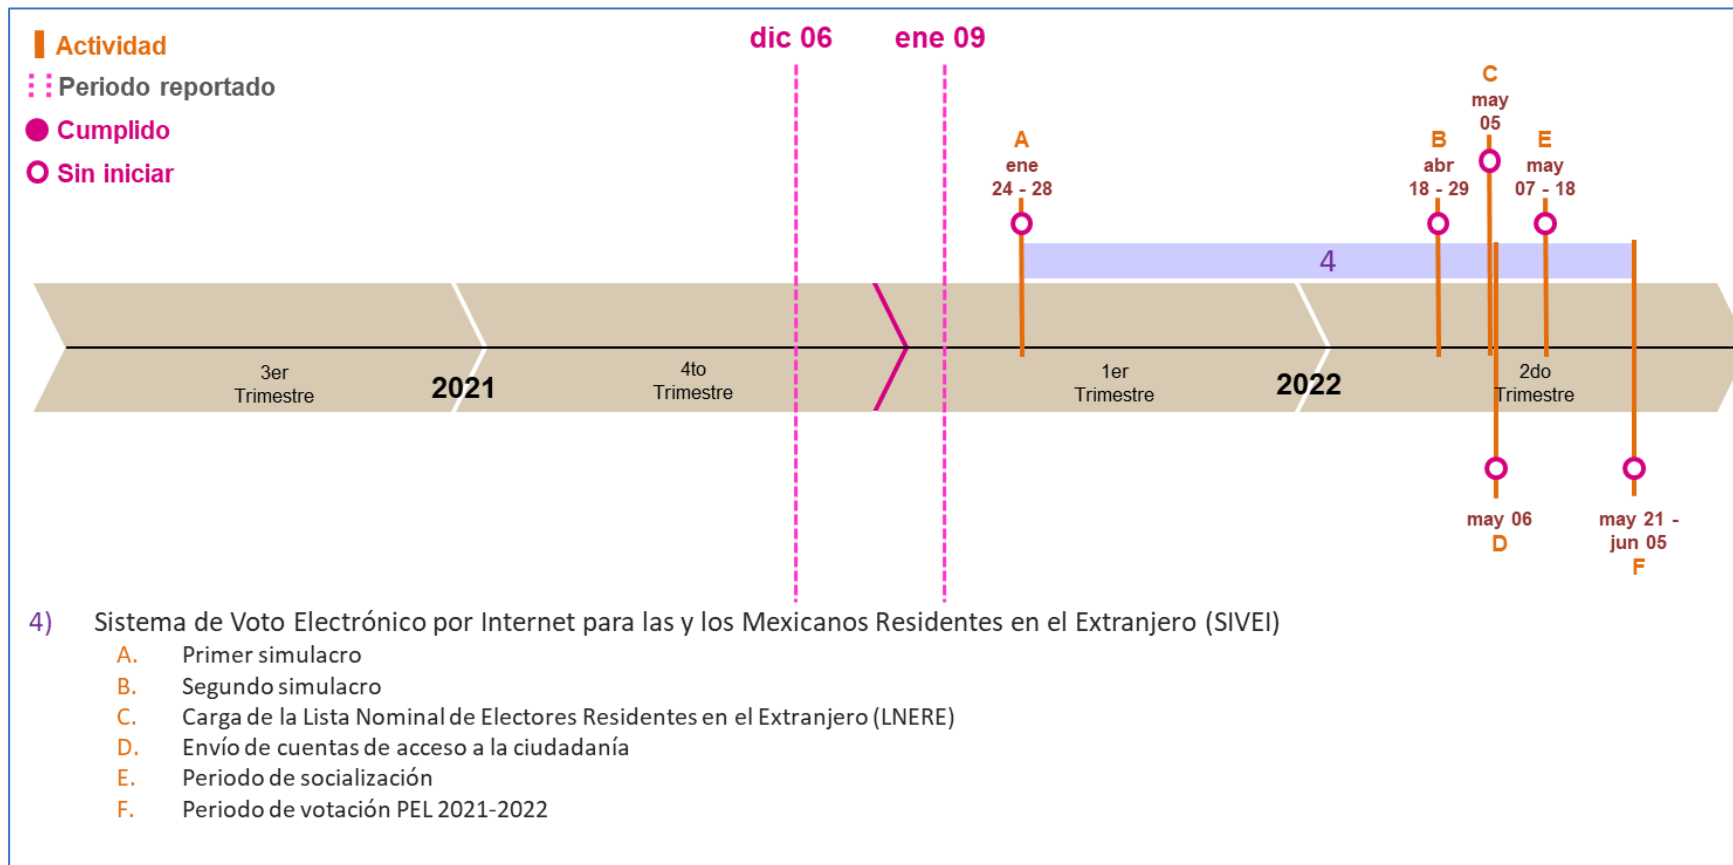 Actividad
Periodo reportado
Cumplido
Sin iniciar
dic 06
ene 09
A
ene
24 - 28
B
abr
18 - 29
C
may
05
E
may
07 - 18
4
3er
Trimestre
2021
4to
Trimestre
1er
Trimestre
2022
2do
Trimestre
may 06
D
may 21 -
jun 05
F
4) Sistema de Voto Electrónico por Internet para las y los Mexicanos Residentes en el Extranjero (SIVEI)
A. Primer simulacro
B. Segundo simulacro
C. Carga de la Lista Nominal de Electores Residentes en el Extranjero (LNERE)
D. Envío de cuentas de acceso a la ciudadanía
E. Periodo de socialización
F. Periodo de votación PEL 2021-2022